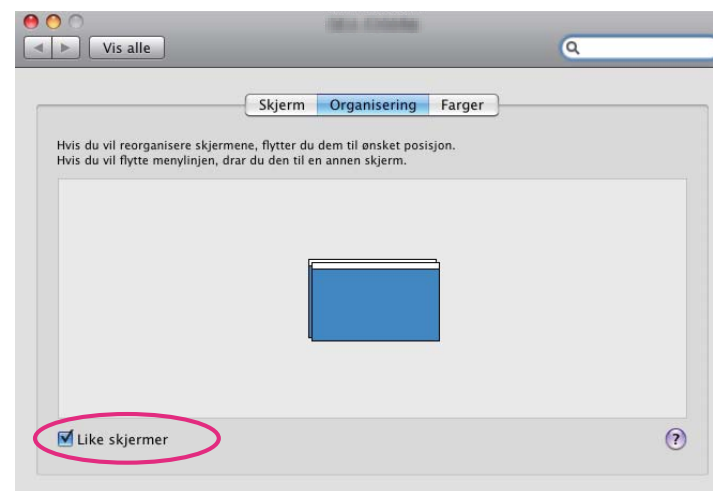 Vis alle
Skjerm Organisering Farger
Hvis du vil reorganisere skjermene, flytter du dem til ønsket posisjon.
Hvis du vil flytte menylinjen, drar du den til en annen skjerm.
Like skjermer
?